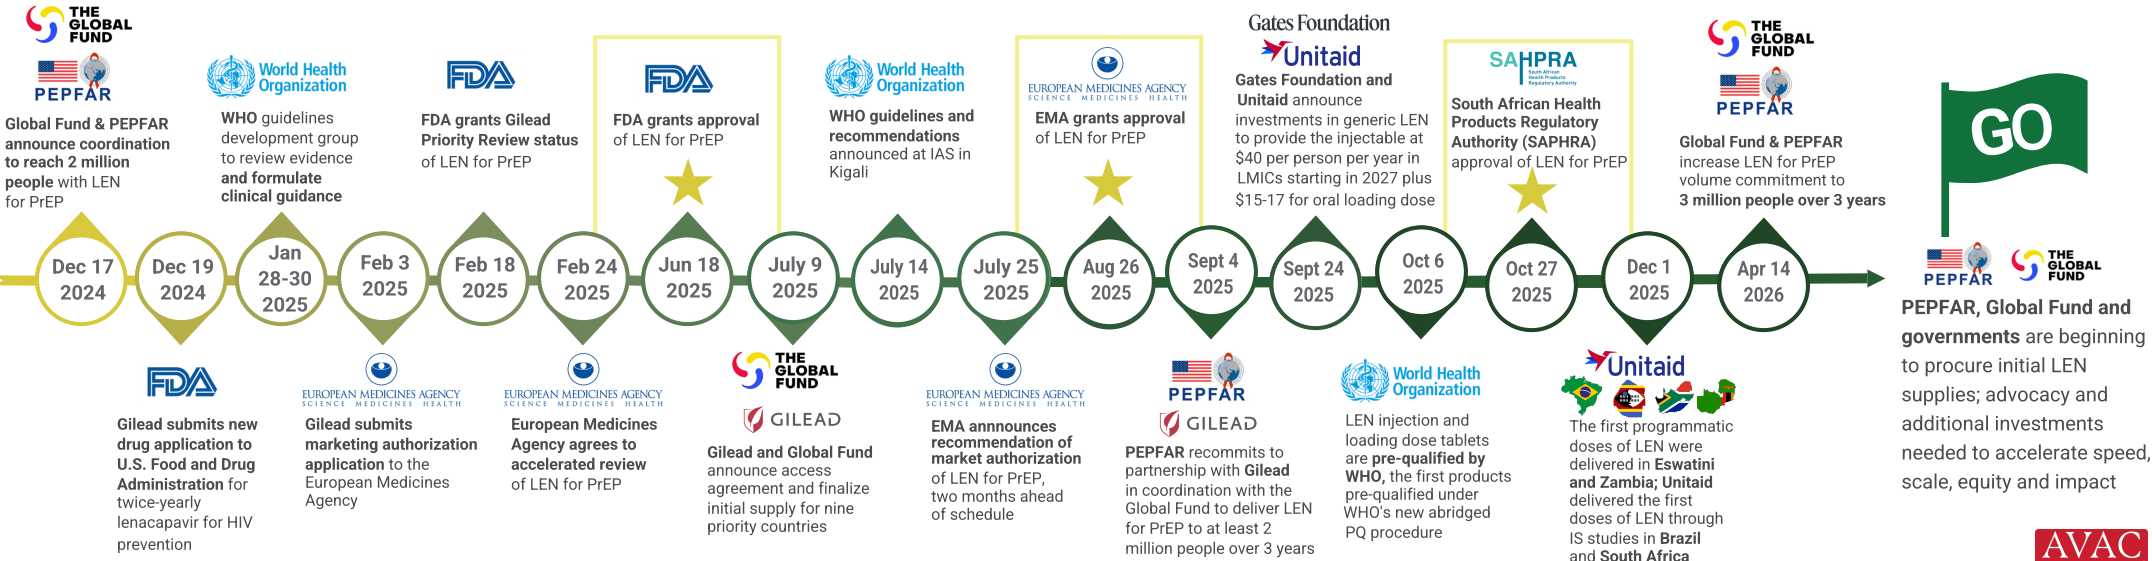 THE
GLOBAL
FUND
PEPFAR
Global Fund & PEPFAR
announce coordination
to reach 2 million
people with LEN
for PrEP
Dec 17
2024
Dec 19
2024
FDA
Gilead submits new
drug application to
U.S. Food and Drug
Administration for
twice-yearly
lenacapavir for HIV
prevention
World Health
Organization
WHO guidelines
development group
to review evidence
and formulate
clinical guidance
Jan
28-30
2025
Feb 3
2025
EUROPEAN MEDICINES AGENCY
SCIENCE MEDICINES HEALTH
Gilead submits
marketing authorization
application to the
European Medicines
Agency
FDA
FDA grants Gilead
Priority Review status
of LEN for PrEP
Feb 18
2025
Feb 24
2025
EUROPEAN MEDICINES AGENCY
SCIENCE MEDICINES HEALTH
European Medicines
Agency agrees to
accelerated review
of LEN for PrEP
FDA
FDA grants approval
of LEN for PrEP
Jun 18
2025
July 9
2025
THE
GLOBAL
FUND
GILEAD
Gilead and Global Fund
announce access
agreement and finalize
initial supply for nine
priority countries
World Health
Organization
WHO guidelines and
recommendations
announced at IAS in
Kigali
July 14
2025
July 25
2025
EUROPEAN MEDICINES AGENCY
SCIENCE MEDICINES HEALTH
EMA annnounces
recommendation of
market authorization
of LEN for PrEP,
two months ahead
of schedule
EUROPEAN MEDICINES AGENCY
SCIENCE MEDICINES HEALTH
EMA grants approval
of LEN for PrEP
Aug 26
2025
Sept 4
2025
PEPFAR
GILEAD
PEPFAR recommits to
partnership with Gilead
in coordination with the
Global Fund to deliver LEN
for PrEP to at least 2
million people over 3 years
Gates Foundation
Unitaid
Gates Foundation and
Unitaid announce
investments in generic LEN
to provide the injectable at
$40 per person per year in
LMICs starting in 2027 plus
$15-17 for oral loading dose
Sept 24
2025
Oct 6
2025
World Health
Organization
LEN injection and
loading dose tablets
are pre-qualified by
WHO, the first products
pre-qualified under
WHO's new abridged
PQ procedure
SAHPRA
South African
Health Products
Regulatory Authority
South African Health
Products Regulatory
Authority (SAPHRA)
approval of LEN for PrEP
Oct 27
2025
Dec 1
2025
Unitaid
The first programmatic
doses of LEN were
delivered in Eswatini
and Zambia; Unitaid
delivered the first
doses of LEN through
IS studies in Brazil
and South Africa
THE
GLOBAL
FUND
PEPFAR
Global Fund & PEPFAR
increase LEN for PrEP
volume commitment to
3 million people over 3 years
Apr 14
2026
GO
PEPFAR
THE
GLOBAL
FUND
PEPFAR, Global Fund and
governments are beginning
to procure initial LEN
supplies; advocacy and
additional investments
needed to accelerate speed,
scale, equity and impact
AVAC